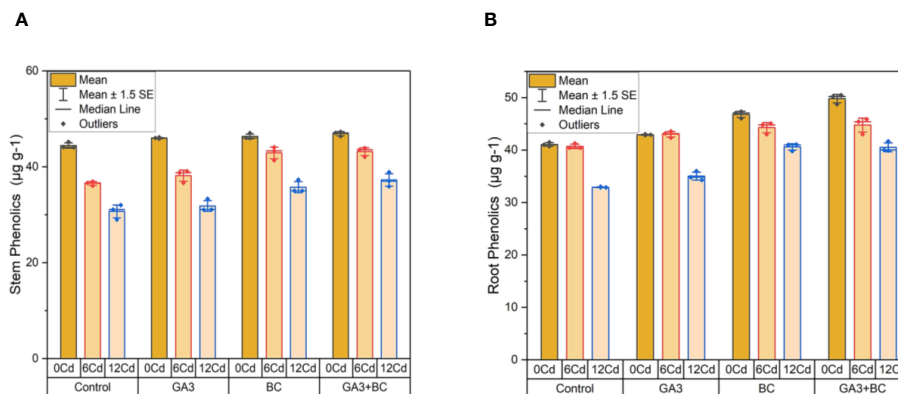 A
Stem Phenolics (µg g-1)
60
40
20
0
Mean
Mean ± 1.5 SE
Median Line
Outliers
0Cd 6Cd 12Cd 0Cd 6Cd 12Cd 0Cd 6Cd 12Cd 0Cd 6Cd 12Cd
Control GA3 BC GA3+BC
B
Root Phenolics (µg g-1)
50
40
30
20
10
0
Mean
Mean ± 1.5 SE
Median Line
Outliers
0Cd 6Cd 12Cd 0Cd 6Cd 12Cd 0Cd 6Cd 12Cd 0Cd 6Cd 12Cd
Control GA3 BC GA3+BC